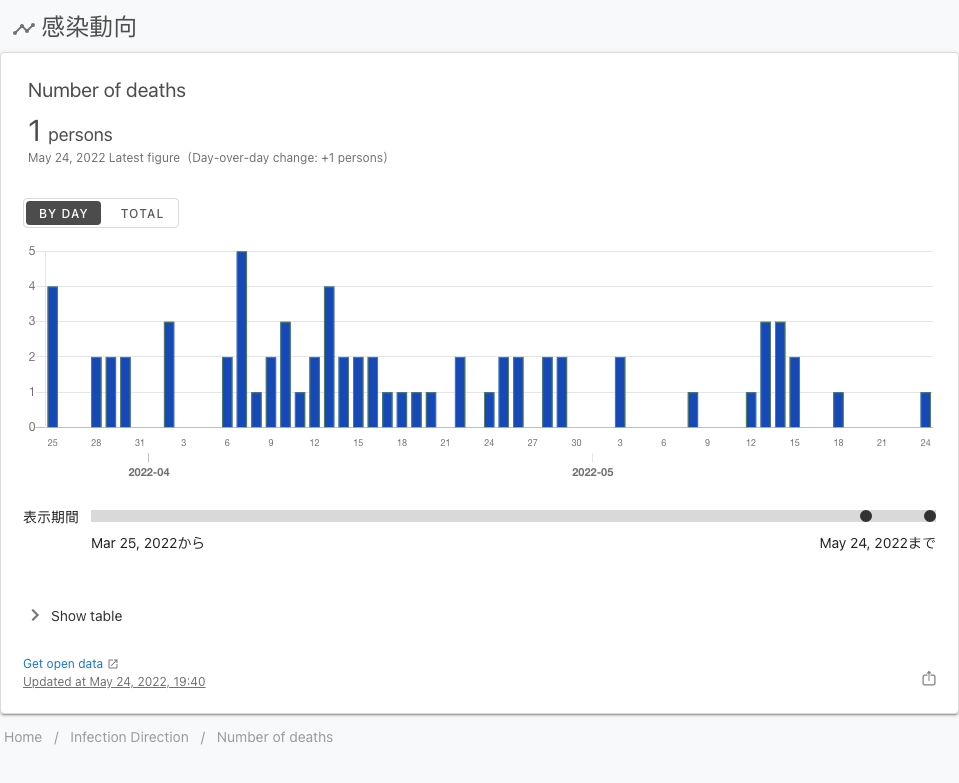 感染動向
Number of deaths
1 persons
May 24, 2022 Latest figure (Day-over-day change: +1 persons)
BY DAY TOTAL
5
4
3
2
1
0
25 28 31 3 6 9 12 15 18 21 24 27 30 3 6 9 12 15 18 21 24
2022-04 2022-05
表示期間
Mar 25, 2022から May 24, 2022まで
Show table
Get open data
Updated at May 24, 2022, 19:40
Home / Infection Direction / Number of deaths